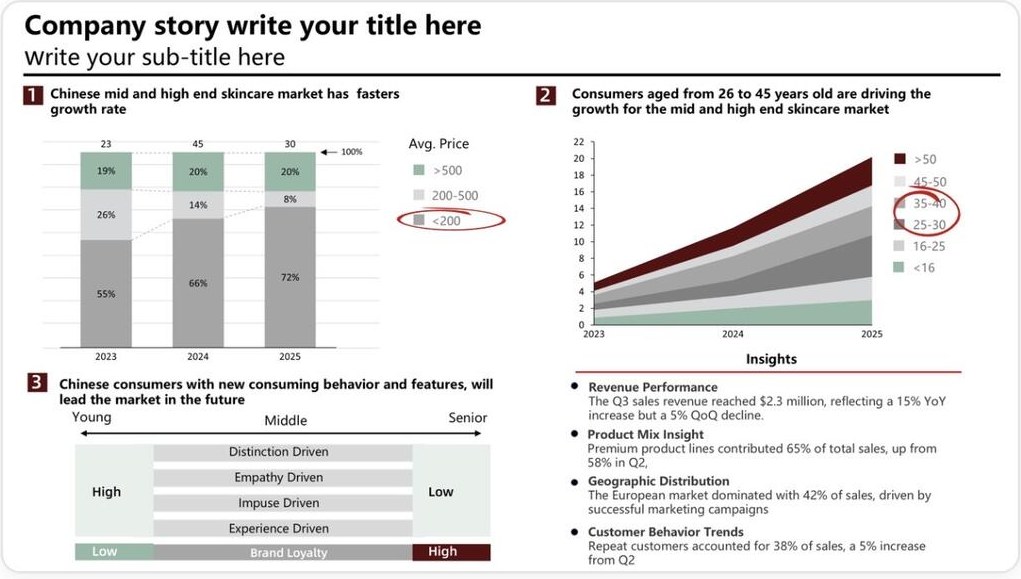 Company story write your title here
Write your sub-title here
1 Chinese mid and high end skincare market has fasters
growth rate
23 45 30
100%
19% 20% 20%
26% 14% 8%
55% 66% 72%
2023 2024 2025
Avg. Price
>500
200-500
<200
2 Consumers aged from 26 to 45 years old are driving the
growth for the mid and high end skincare market
22
20
18
16
14
12
10
8
6
4
2
0
2023 2024 2025
>50
45-50
35-40
25-30
16-25
<16
3 Chinese consumers with new consuming behavior and features, will
lead the market in the future
Young Middle Senior
Distinction Driven
Empathy Driven
High Low
Impuse Driven
Experience Driven
Low Brand Loyalty High
Insights
• Revenue Performance
The Q3 sales revenue reached $2.3 million, reflecting a 15% YoY
increase but a 5% QoQ decline.
• Product Mix Insight
Premium product lines contributed 65% of total sales, up from
58% in Q2,
• Geographic Distribution
The European market dominated with 42% of sales, driven by
successful marketing campaigns
• Customer Behavior Trends
Repeat customers accounted for 38% of sales, a 5% increase
from Q2